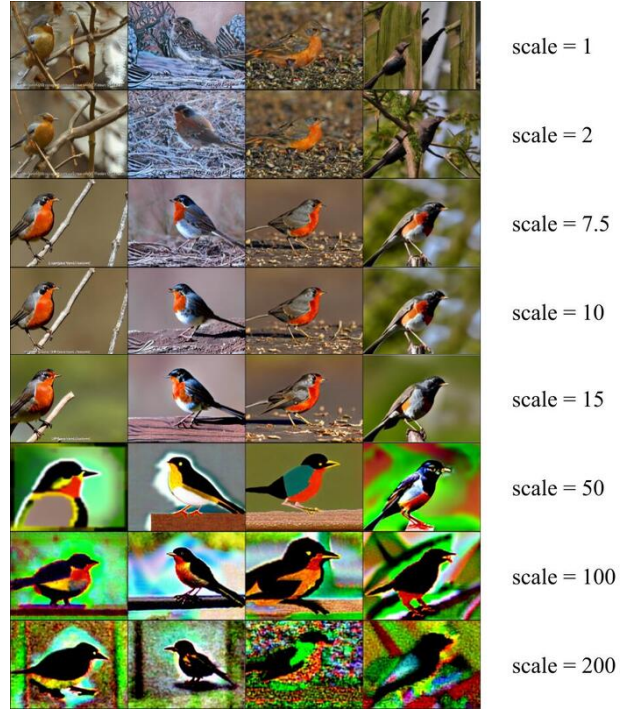 scale = 1
scale = 2
scale = 7.5
scale = 10
scale = 15
scale = 50
scale = 100
scale = 200